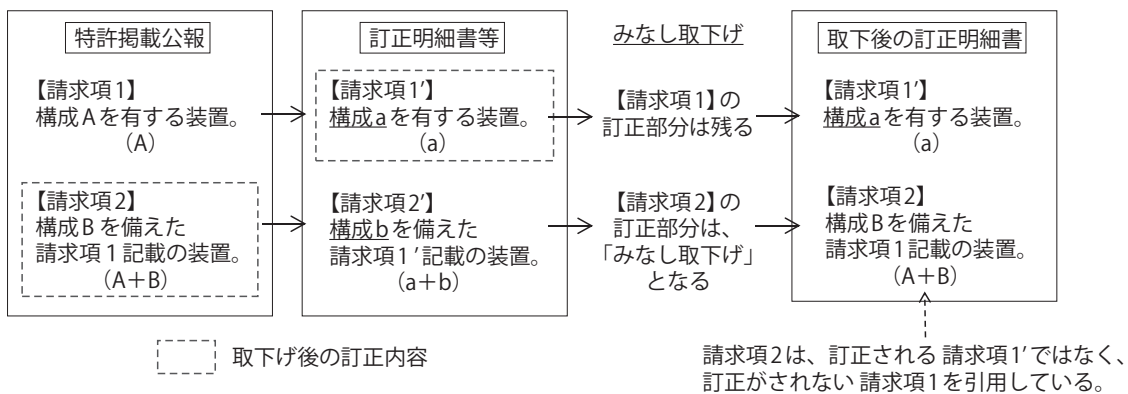 特許掲載公報
【請求項1】
構成Aを有する装置。
(A)
【請求項2】
構成Bを備えた
請求項1記載の装置。
(A+B)
訂正明細書等
【請求項1′】
構成aを有する装置。
(a)
【請求項2′】
構成bを備えた
請求項1′記載の装置。
(a+b)
みなし取下げ
【請求項1】の
訂正部分は残る
【請求項2】の
訂正部分は、
「みなし取下げ」
となる
取下後の訂正明細書
【請求項1′】
構成aを有する装置。
(a)
【請求項2】
構成Bを備えた
請求項1記載の装置。
(A+B)
取下げ後の訂正内容
請求項2は、訂正される 請求項1′ではなく、
訂正がされない 請求項1を引用している。